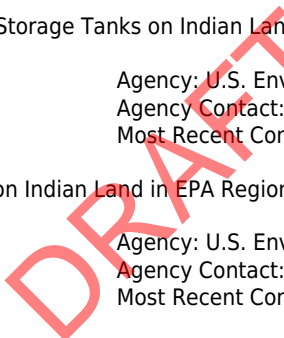 Storage Tanks on Indian Lan
Agency: U.S. Env
Agency Contact:
Most Recent Con
on Indian Land in EPA Region
Agency: U.S. Env
Agency Contact:
Most Recent Con
DRAFT